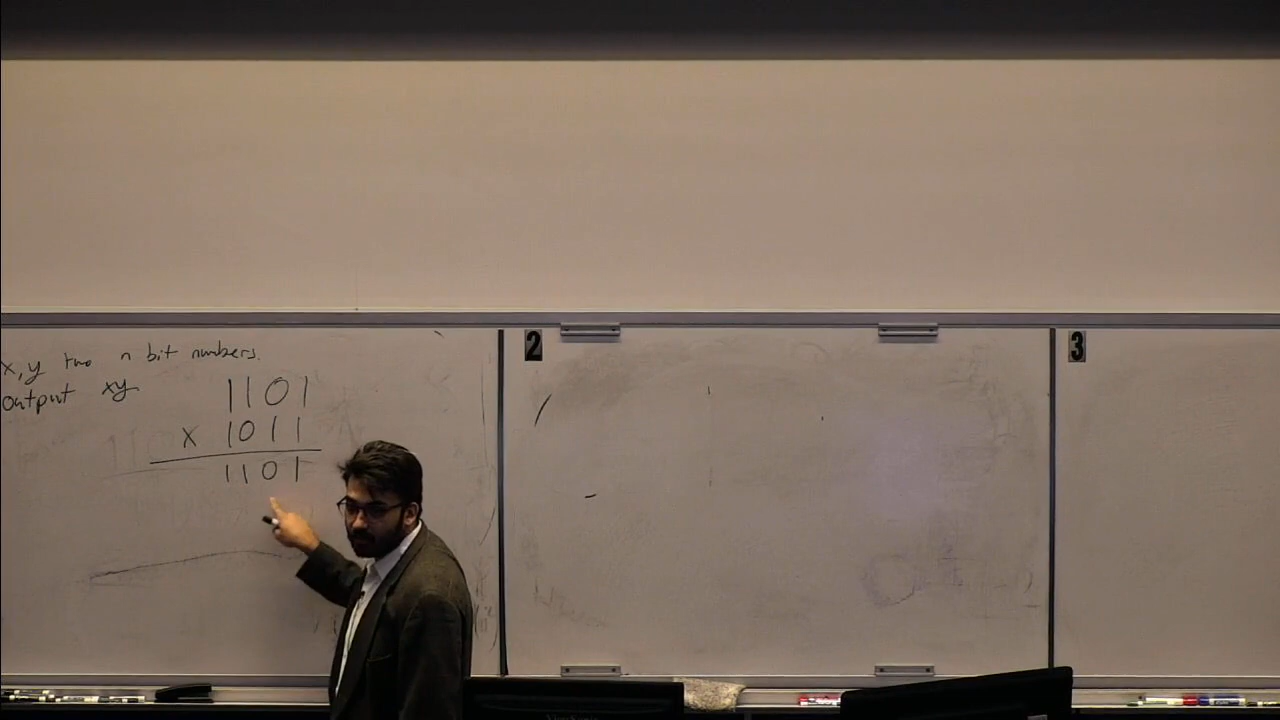 x, y two n bit numbers.
output xy
1101
x 1011
1101
2
3